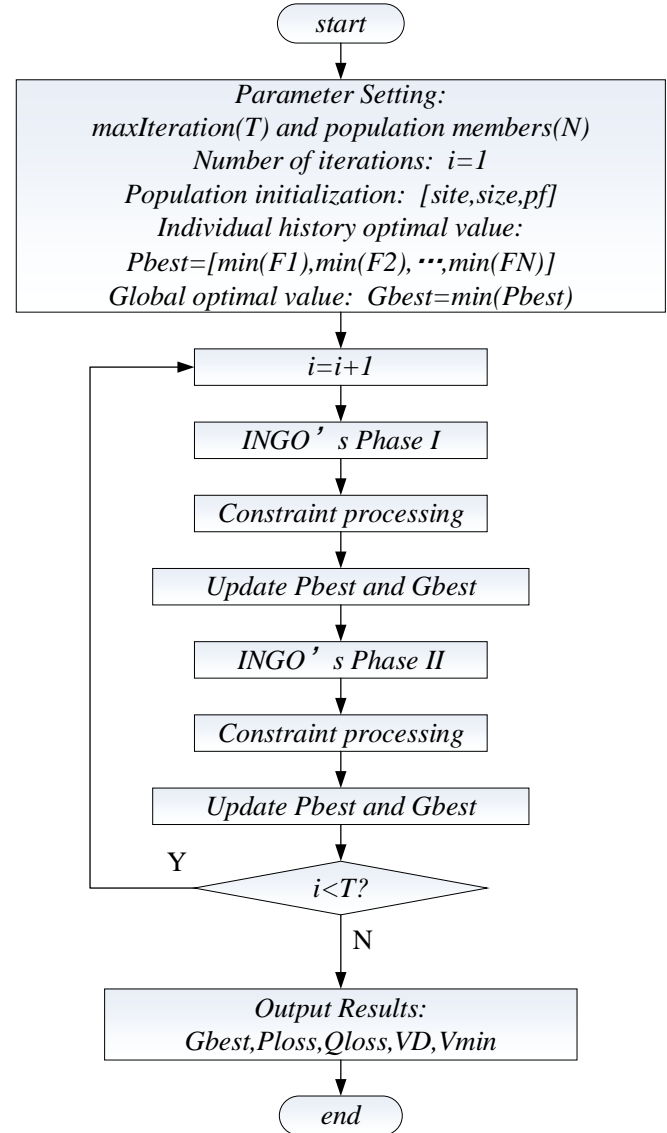 start
Parameter Setting:
maxIteration(T) and population members(N)
Number of iterations: i=1
Population initialization: [site,size,pf]
Individual history optimal value:
Pbest=[min(F1),min(F2),···,min(FN)]
Global optimal value: Gbest=min(Pbest)
i=i+1
INGO’s Phase I
Constraint processing
Update Pbest and Gbest
INGO’s Phase II
Constraint processing
Update Pbest and Gbest
Y
i<T?
N
Output Results:
Gbest,Ploss,Qloss,VD,Vmin
end